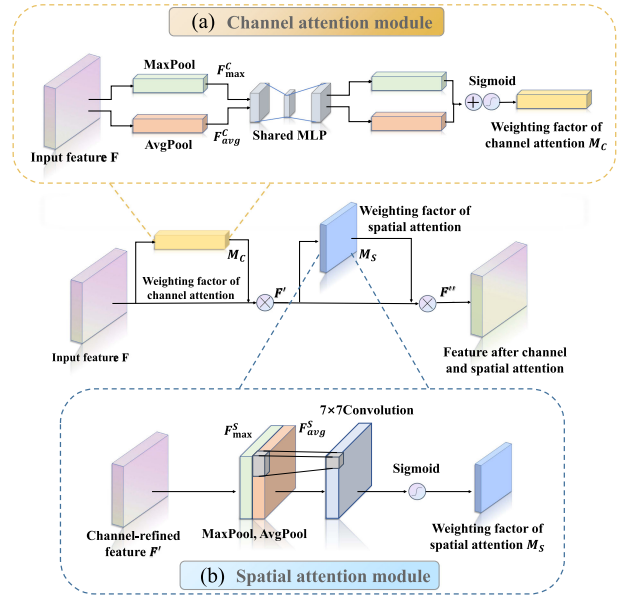 (a) Channel attention module
MaxPool
F^C_max
Sigmoid
Input feature F
AvgPool
F^C_avg
Shared MLP
Weighting factor of
channel attention M_C
Weighting factor of
spatial attention
M_C
M_S
Weighting factor of
channel attention
F′
F″
Input feature F
Feature after channel
and spatial attention
7×7Convolution
F^S_max
F^S_avg
Sigmoid
Channel-refined
feature F′
MaxPool, AvgPool
Weighting factor of
spatial attention M_S
(b) Spatial attention module